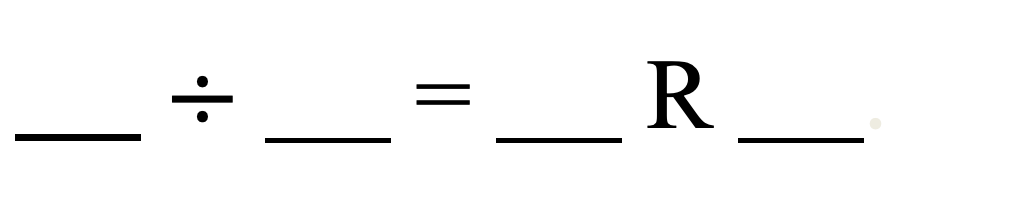 ___ ÷ ___ = ___ R ___.